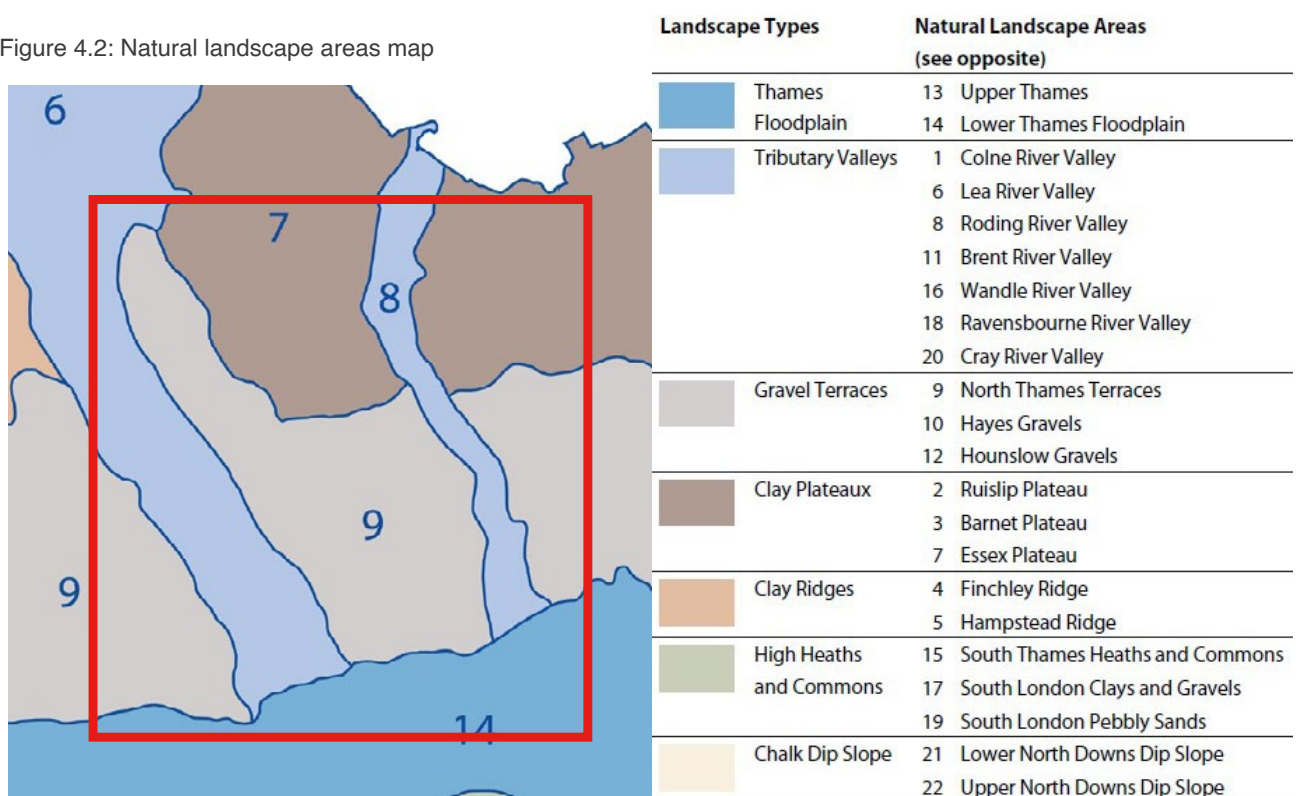 Figure 4.2: Natural landscape areas map
6
7
8
9
9
14
Landscape Types Natural Landscape Areas
(see opposite)
Thames 13 Upper Thames
Floodplain 14 Lower Thames Floodplain
Tributary Valleys 1 Colne River Valley
6 Lea River Valley
8 Roding River Valley
11 Brent River Valley
16 Wandle River Valley
18 Ravensbourne River Valley
20 Cray River Valley
Gravel Terraces 9 North Thames Terraces
10 Hayes Gravels
12 Hounslow Gravels
Clay Plateaux 2 Ruislip Plateau
3 Barnet Plateau
7 Essex Plateau
Clay Ridges 4 Finchley Ridge
5 Hampstead Ridge
High Heaths 15 South Thames Heaths and Commons
and Commons 17 South London Clays and Gravels
19 South London Pebbly Sands
Chalk Dip Slope 21 Lower North Downs Dip Slope
22 Upper North Downs Dip Slope